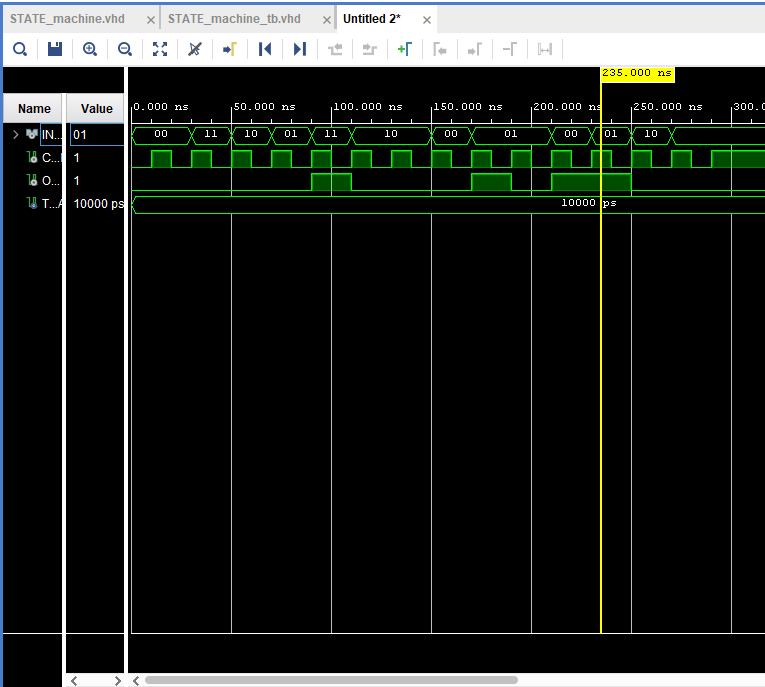 STATE_machine.vhd × STATE_machine_tb.vhd × Untitled 2* ×
235.000 ns
Name Value 0.000 ns 50.000 ns 100.000 ns 150.000 ns 200.000 ns 250.000 ns 300.0
IN... 01 00 11 10 01 11 10 00 01 00 01 10
C... 1
O... 1
T...A 10000 ps 10000 ps